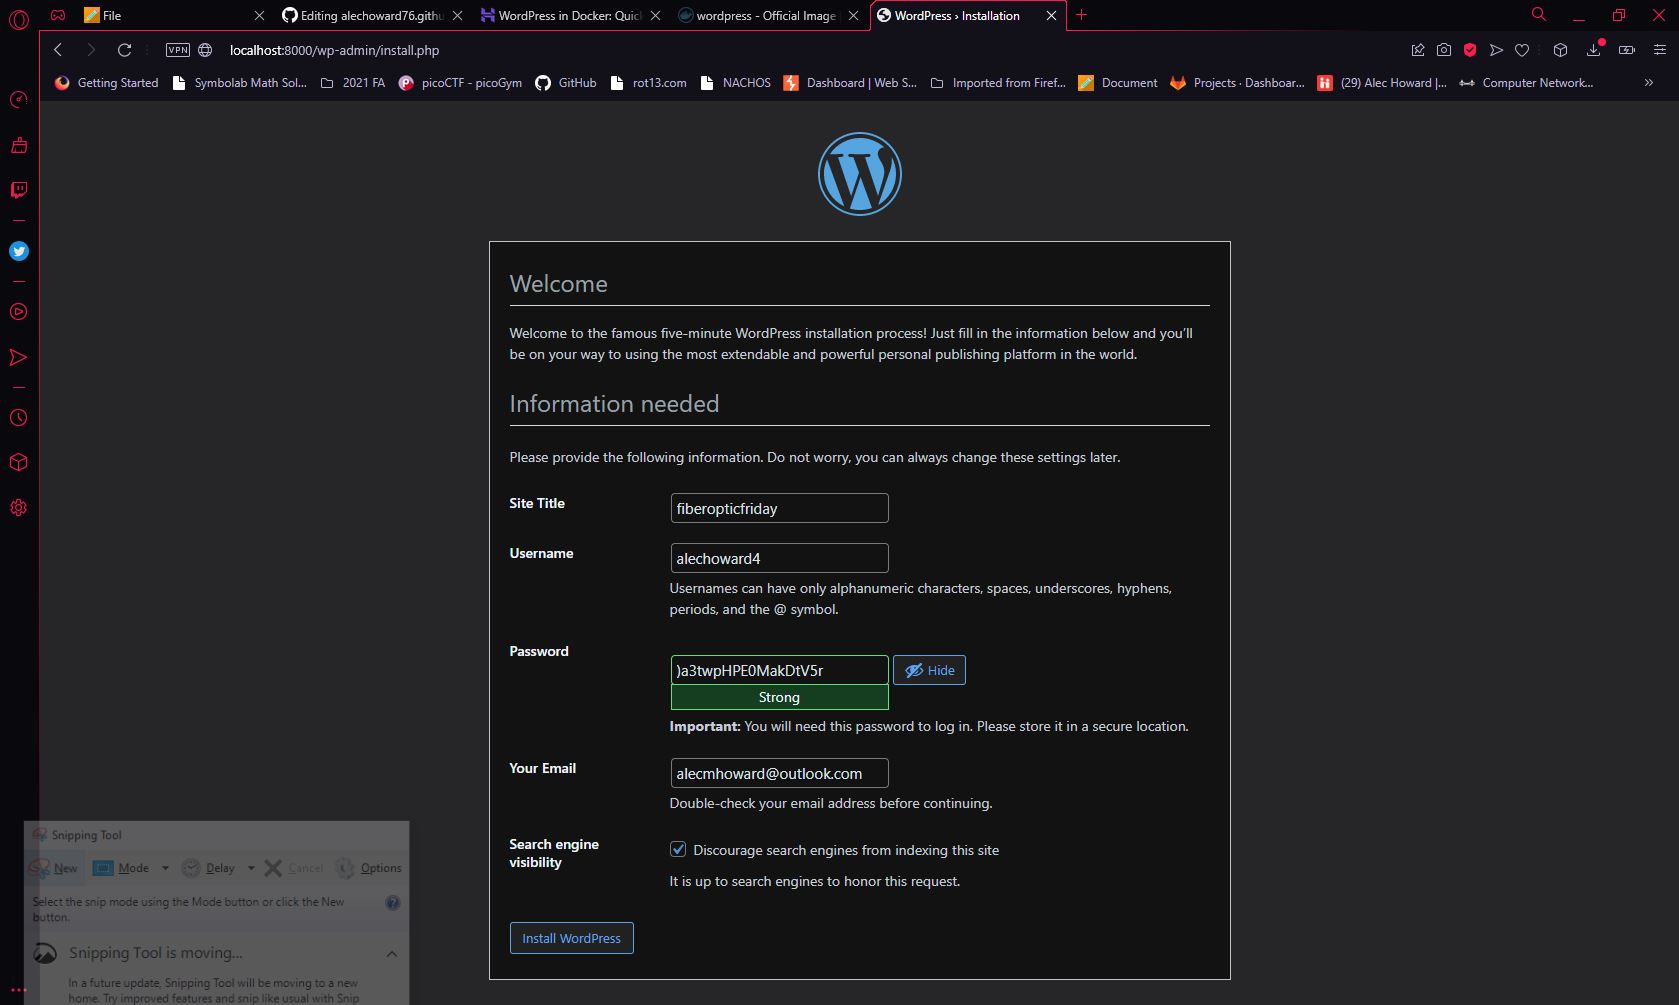 File
Editing alechoward76.githu
WordPress in Docker: Quic
wordpress - Official Image
WordPress › Installation
VPN
localhost:8000/wp-admin/install.php
Getting Started
Symbolab Math Sol...
2021 FA
picoCTF - picoGym
GitHub
rot13.com
NACHOS
Dashboard | Web S...
Imported from Firef...
Document
Projects · Dashboar...
(29) Alec Howard |...
Computer Network...
Welcome
Welcome to the famous five-minute WordPress installation process! Just fill in the information below and you'll
be on your way to using the most extendable and powerful personal publishing platform in the world.
Information needed
Please provide the following information. Do not worry, you can always change these settings later.
Site Title
fiberopticfriday
Username
alechoward4
Usernames can have only alphanumeric characters, spaces, underscores, hyphens,
periods, and the @ symbol.
Password
)a3twpHPE0MakDtV5r
Hide
Strong
Important: You will need this password to log in. Please store it in a secure location.
Your Email
alecmhoward@outlook.com
Double-check your email address before continuing.
Search engine
visibility
Discourage search engines from indexing this site
It is up to search engines to honor this request.
Install WordPress
Snipping Tool
New
Mode
Delay
Cancel
Options
Select the snip mode using the Mode button or click the New
button.
Snipping Tool is moving...
In a future update, Snipping Tool will be moving to a new
home. Try improved features and snip like usual with Snip